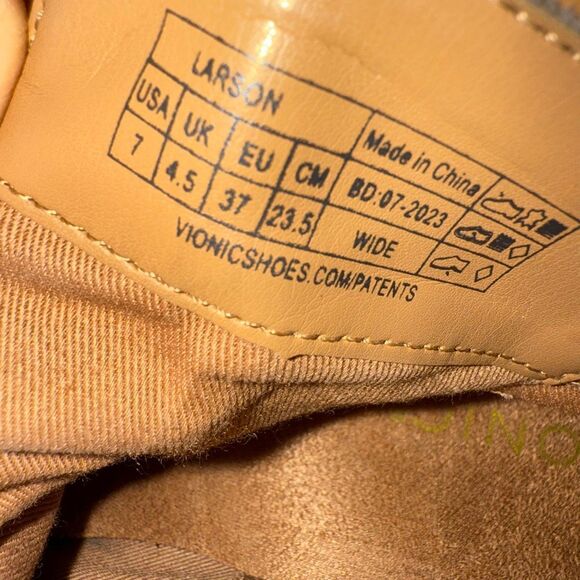 LARSON
USA UK EU CM Made in China
7 4.5 37 23.5 BD:07-2023
WIDE
VIONICSHOES.COM/PATENTS